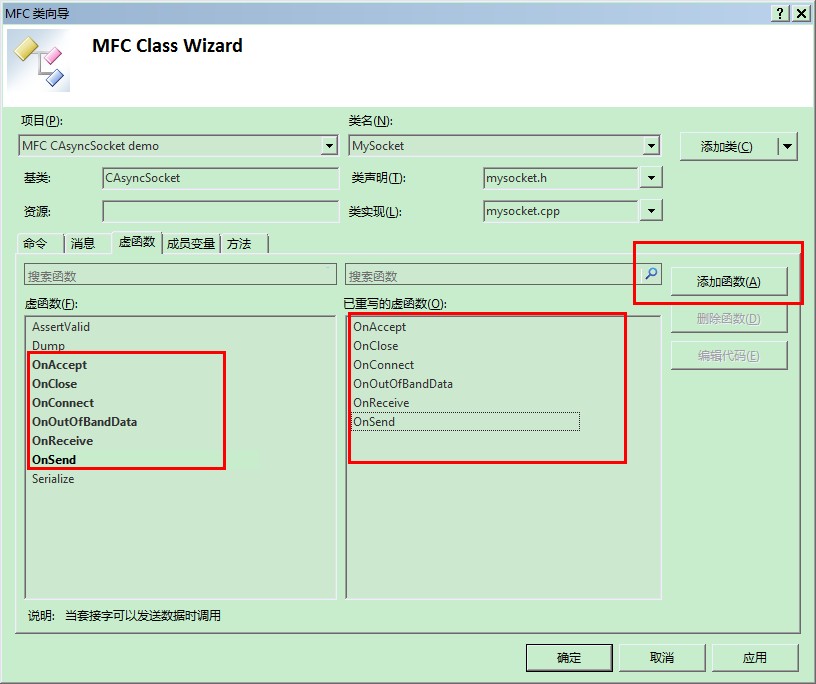 MFC 类向导
MFC Class Wizard
项目(P):
类名(N):
MFC CAsyncSocket demo
MySocket
添加类(C)
基类:
CAsyncSocket
类声明(T):
mysocket.h
资源:
类实现(L):
mysocket.cpp
命令 消息 虚函数 成员变量 方法
搜索函数
搜索函数
添加函数(A)
虚函数(F):
已重写的虚函数(O):
删除函数(D)
编辑代码(E)
AssertValid
Dump
OnAccept
OnClose
OnConnect
OnOutOfBandData
OnReceive
OnSend
Serialize
OnAccept
OnClose
OnConnect
OnOutOfBandData
OnReceive
OnSend
说明: 当套接字可以发送数据时调用
确定 取消 应用